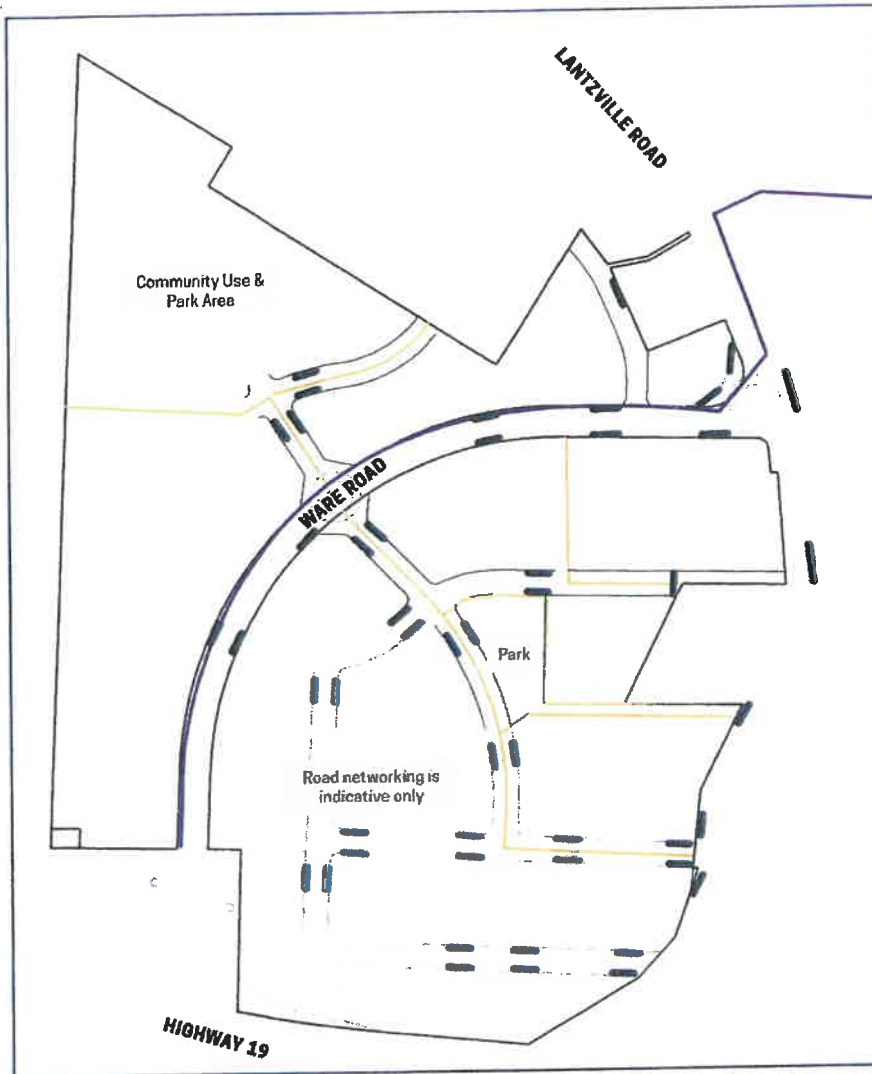 LANTZVILLE ROAD
Community Use &
Park Area
WARE ROAD
Park
Road networking is
indicative only
HIGHWAY 19